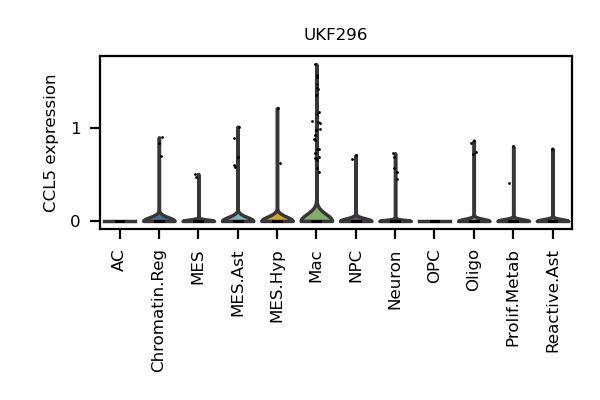 UKF296
CCL5 expression
1
0
AC
Chromatin.Reg
MES
MES.Ast
MES.Hyp
Mac
NPC
Neuron
OPC
Oligo
Prolif.Metab
Reactive.Ast